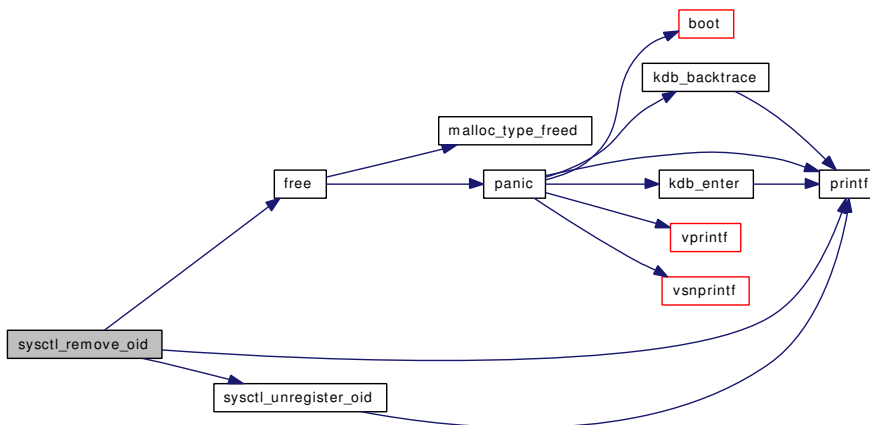 boot
kdb_backtrace
malloc_type_freed
free
panic
kdb_enter
printf
vprintf
vsnprintf
sysctl_remove_oid
sysctl_unregister_oid